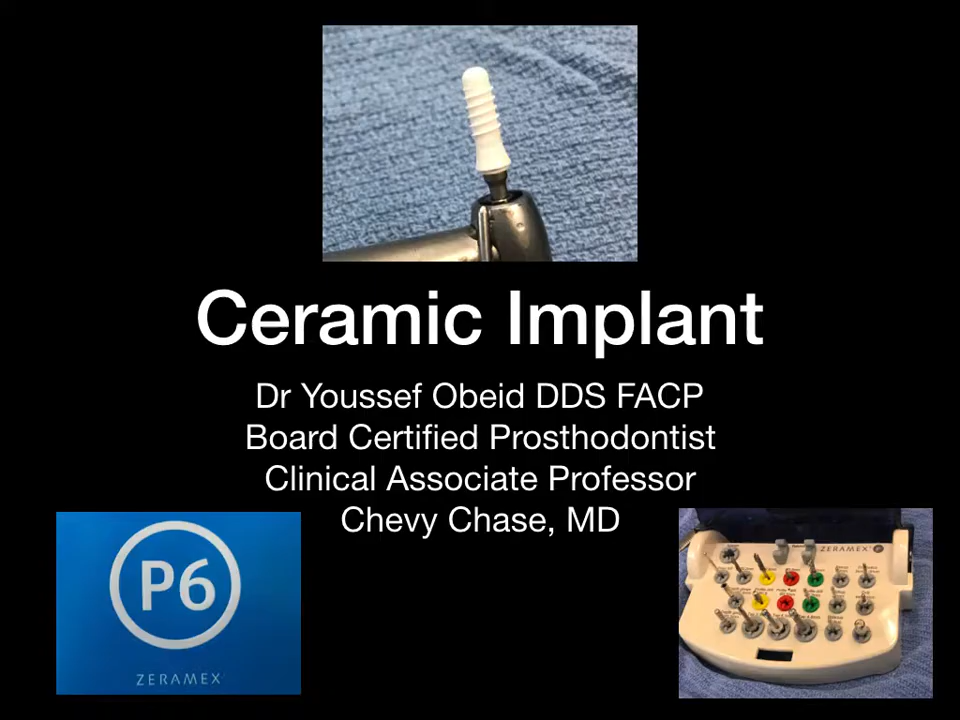 Ceramic Implant
Dr Youssef Obeid DDS FACP
Board Certified Prosthodontist
Clinical Associate Professor
Chevy Chase, MD
P6
ZERAMEX
ZERAMEX P